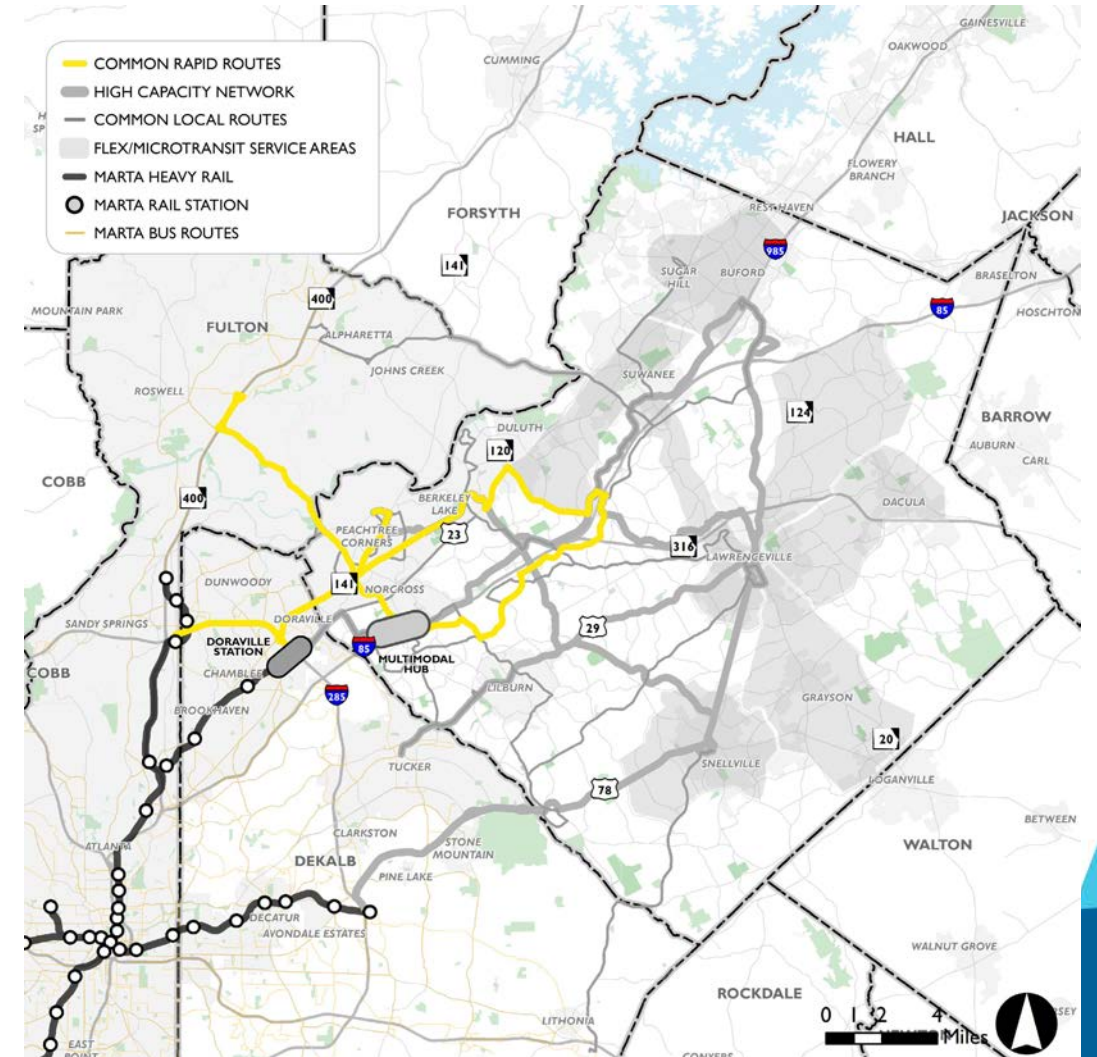 COMMON RAPID ROUTES
HIGH CAPACITY NETWORK
COMMON LOCAL ROUTES
FLEX/MICROTRANSIT SERVICE AREAS
MARTA HEAVY RAIL
MARTA RAIL STATION
MARTA BUS ROUTES
GAINESVILLE
OAKWOOD
CUMMING
HALL
FLOWERY
BRANCH
REST HAVEN
JACKSON
FORSYTH
141
985
SUGAR
HILL
BUFORD
BRASELTON
400
85
HOSCHTON
MOUNTAIN PARK
FULTON
ALPHARETTA
JOHNS CREEK
SUWANEE
ROSWELL
124
BARROW
DULUTH
AUBURN
CARL
120
COBB
400
BERKELEY
LAKE
DACULA
PEACHTREE
CORNERS
23
316
LAWRENCEVILLE
DUNWOODY
141
NORCROSS
SANDY SPRINGS
DORAVILLE
29
DORAVILLE
STATION
85
MULTIMODAL
HUB
COBB
CHAMBLEE
LILBURN
285
GRAYSON
BROOKHAVEN
20
TUCKER
SNELLVILLE
LOGANVILLE
78
CLARKSTON
BETWEEN
ATLANTA
STONE
MOUNTAIN
DEKALB
WALTON
PINE LAKE
DECATUR
AVONDALE ESTATES
WALNUT GROVE
ROCKDALE
LITHONIA
0 1 2 4
Miles
EAST
POINT
CONYERS